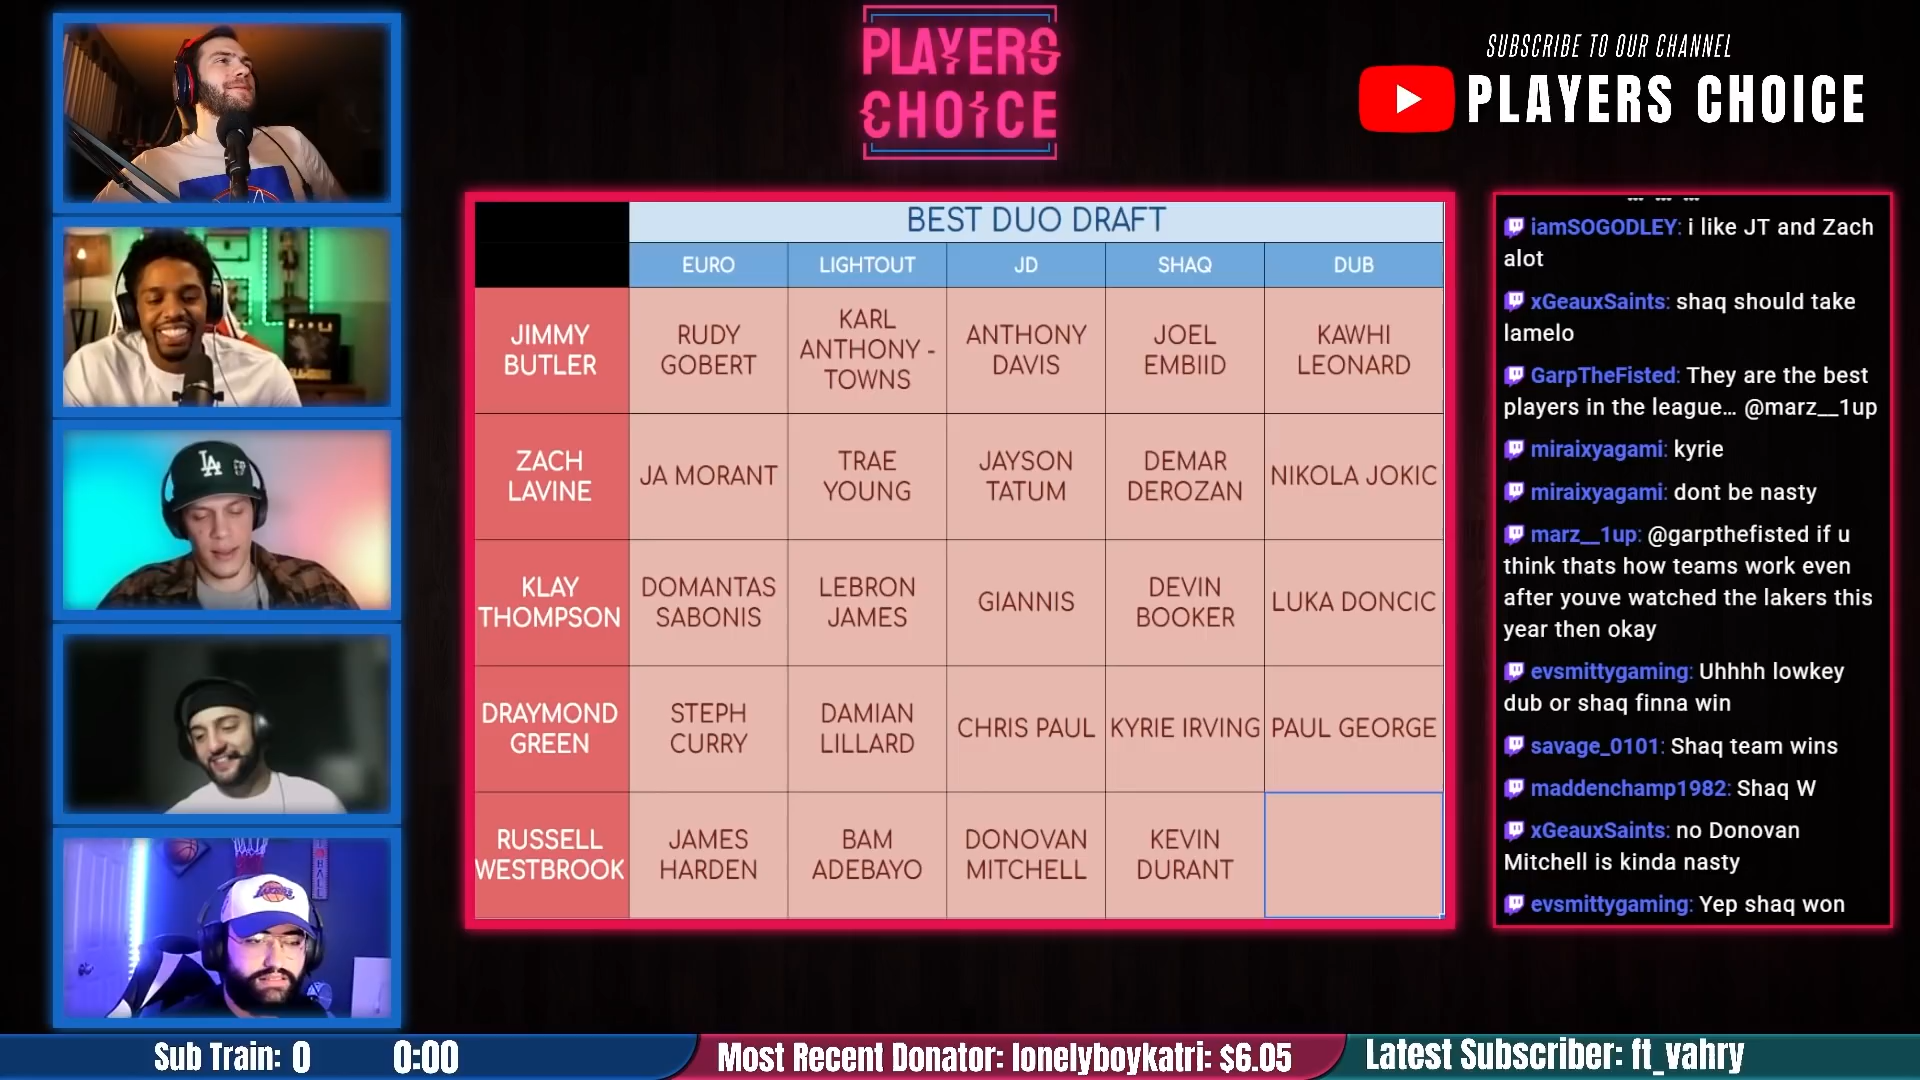 PLAYERS
CHOICE
SUBSCRIBE TO OUR CHANNEL
PLAYERS CHOICE
BEST DUO DRAFT
EURO
LIGHTOUT
JD
SHAQ
DUB
JIMMY
BUTLER
RUDY
GOBERT
KARL
ANTHONY -
TOWNS
ANTHONY
DAVIS
JOEL
EMBIID
KAWHI
LEONARD
ZACH
LAVINE
JA MORANT
TRAE
YOUNG
JAYSON
TATUM
DEMAR
DEROZAN
NIKOLA JOKIC
KLAY
THOMPSON
DOMANTAS
SABONIS
LEBRON
JAMES
GIANNIS
DEVIN
BOOKER
LUKA DONCIC
DRAYMOND
GREEN
STEPH
CURRY
DAMIAN
LILLARD
CHRIS PAUL
KYRIE IRVING
PAUL GEORGE
RUSSELL
WESTBROOK
JAMES
HARDEN
BAM
ADEBAYO
DONOVAN
MITCHELL
KEVIN
DURANT
iamSOGODLEY: i like JT and Zach
alot
xGeauxSaints: shaq should take
lamelo
GarpTheFisted: They are the best
players in the league... @marz__1up
miraixyagami: kyrie
miraixyagami: dont be nasty
marz__1up: @garpthefisted if u
think thats how teams work even
after youve watched the lakers this
year then okay
evsmittygaming: Uhhhh lowkey
dub or shaq finna win
savage_0101: Shaq team wins
maddenchamp1982: Shaq W
xGeauxSaints: no Donovan
Mitchell is kinda nasty
evsmittygaming: Yep shaq won
LA
Sub Train: 0
0:00
Most Recent Donator: lonelyboykatri: $6.05
Latest Subscriber: ft_vahry